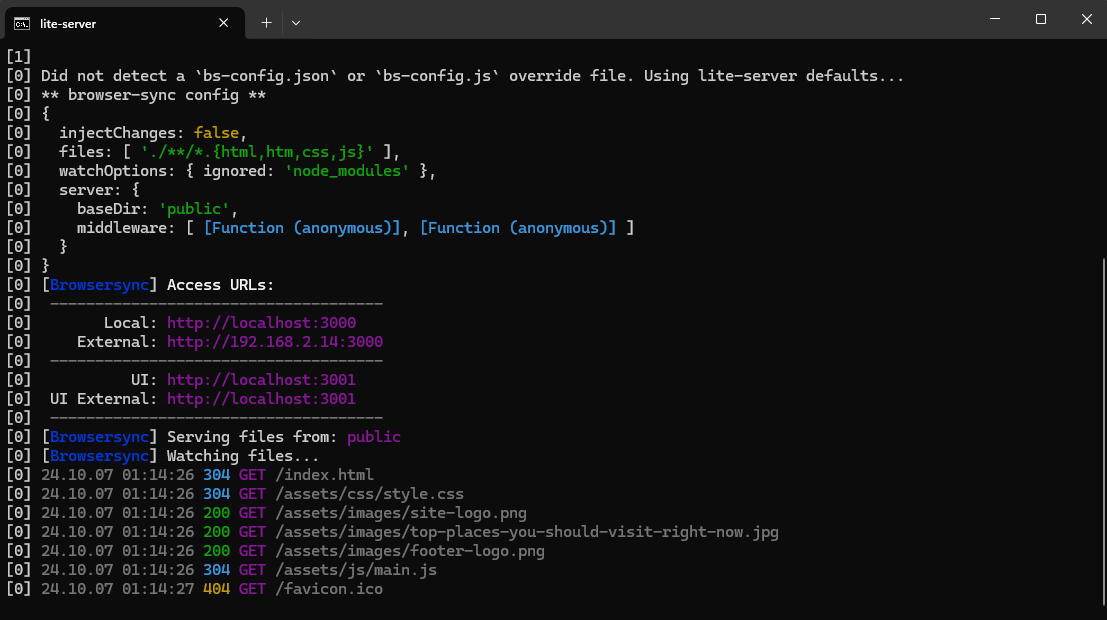 lite-server
[1]
[0] Did not detect a `bs-config.json` or `bs-config.js` override file. Using lite-server defaults...
[0] ** browser-sync config **
[0] {
[0]   injectChanges: false,
[0]   files: [ './**/*.{html,htm,css,js}' ],
[0]   watchOptions: { ignored: 'node_modules' },
[0]   server: {
[0]     baseDir: 'public',
[0]     middleware: [ [Function (anonymous)], [Function (anonymous)] ]
[0]   }
[0] }
[0] [Browsersync] Access URLs:
[0]  -------------------------------------
[0]        Local: http://localhost:3000
[0]     External: http://192.168.2.14:3000
[0]  -------------------------------------
[0]           UI: http://localhost:3001
[0]  UI External: http://localhost:3001
[0]  -------------------------------------
[0] [Browsersync] Serving files from: public
[0] [Browsersync] Watching files...
[0] 24.10.07 01:14:26 304 GET /index.html
[0] 24.10.07 01:14:26 304 GET /assets/css/style.css
[0] 24.10.07 01:14:26 200 GET /assets/images/site-logo.png
[0] 24.10.07 01:14:26 200 GET /assets/images/top-places-you-should-visit-right-now.jpg
[0] 24.10.07 01:14:26 200 GET /assets/images/footer-logo.png
[0] 24.10.07 01:14:26 304 GET /assets/js/main.js
[0] 24.10.07 01:14:27 404 GET /favicon.ico